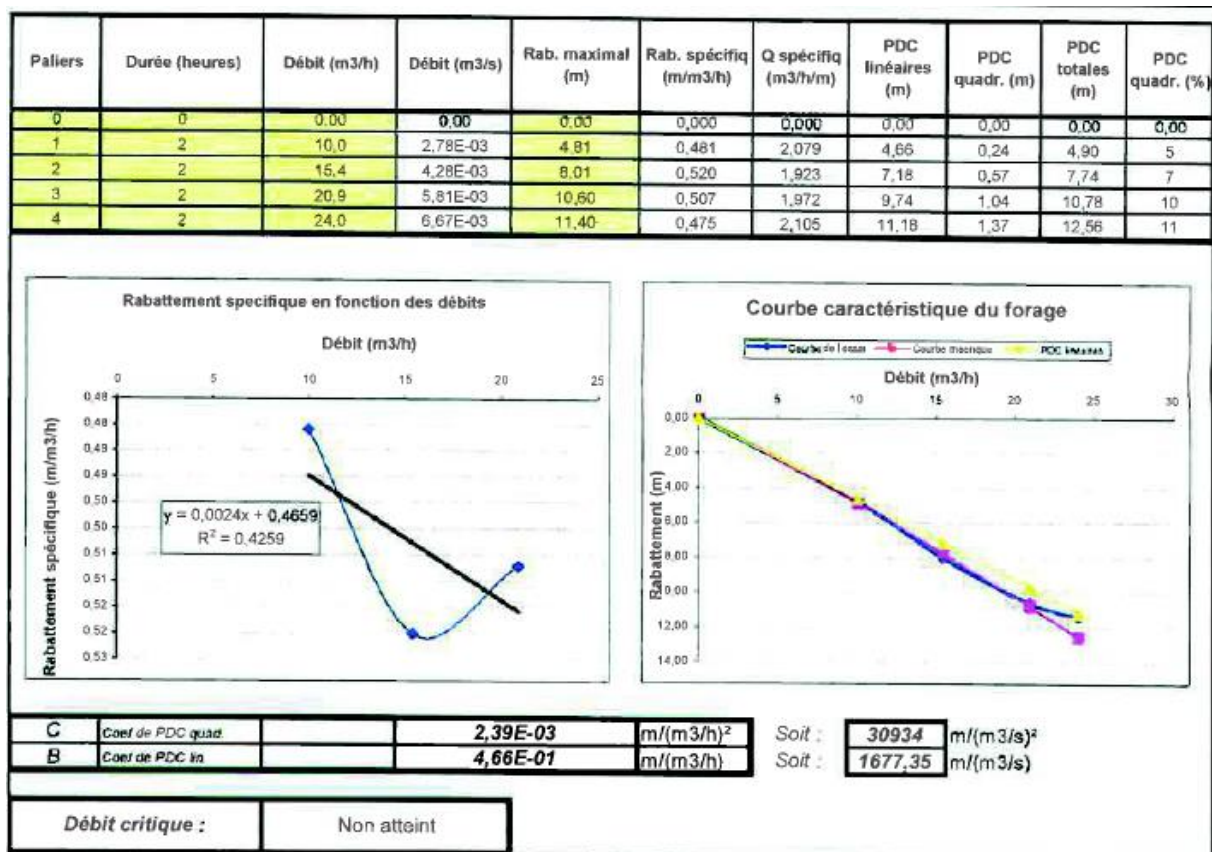 Paliers Durée (heures) Débit (m3/h) Débit (m3/s) Rab. maximal (m) Rab. spécifiq (m/m3/h) Q spécifiq (m3/h/m) PDC linéaires (m) PDC quadr. (m) PDC totales (m) PDC quadr. (%)
0 0 0,00 0,00 0,00 0,000 0,000 0,00 0,00 0,00 0,00
1 2 10,0 2,78E-03 4,81 0,481 2,079 4,66 0,24 4,90 5
2 2 15,4 4,28E-03 8,01 0,520 1,923 7,18 0,57 7,74 7
3 2 20,9 5,81E-03 10,60 0,507 1,972 9,74 1,04 10,78 10
4 2 24,0 6,67E-03 11,40 0,475 2,105 11,18 1,37 12,56 11
Rabattement specifique en fonction des débits
Débit (m3/h)
0 5 10 15 20 25
Rabattement spécifique (m/m3/h)
0,48
0,48
0,49
0,49
0,50
0,50
0,51
0,51
0,52
0,52
0,53
y = 0,0024x + 0,4659
R² = 0,4259
Courbe caractéristique du forage
Courbe de l'essai Courbe théorique PDC linéaires
Débit (m3/h)
0 5 10 15 20 25 30
Rabattement (m)
0,00
2,00
4,00
6,00
8,00
10,00
12,00
14,00
C Coef de PDC quad. 2,39E-03 m/(m3/h)² Soit : 30934 m/(m3/s)²
B Coef de PDC lin 4,66E-01 m/(m3/h) Soit : 1677,35 m/(m3/s)
Débit critique : Non atteint